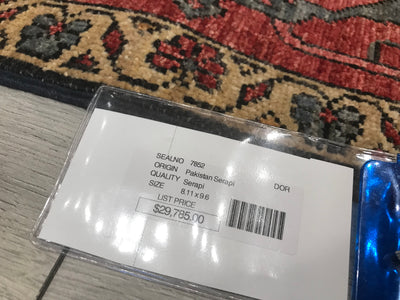 SEALNO 7852
ORIGIN Pakistan Serapi DOR
QUALITY Serapi
SIZE 8.11 x 9.6
LIST PRICE
$29,785.00